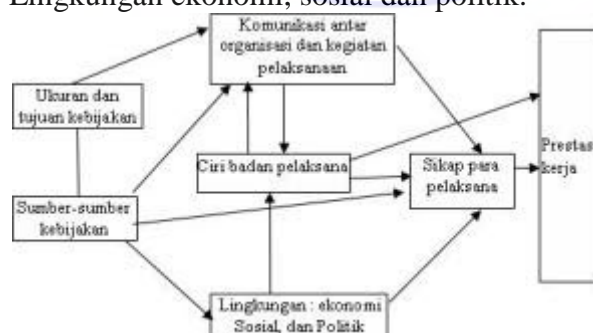 Lingkungan ekonomi, sosial dan politik.
Komunikasi antar
organisasi dan kegiatan
pelaksanaan
Ukuran dan
tujuan kebijakan
Ciri badan pelaksana
Sikap para
pelaksana
Prestas
kerja
Sumber-sumber
kebijakan
Lingkungan : ekonomi
Sosial, dan Politik